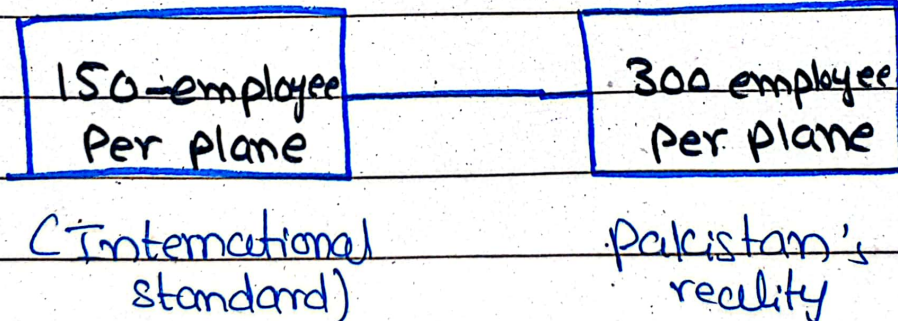 150-employee
Per plane
300 employee
per plane
(International
standard)
pakistan's
reality